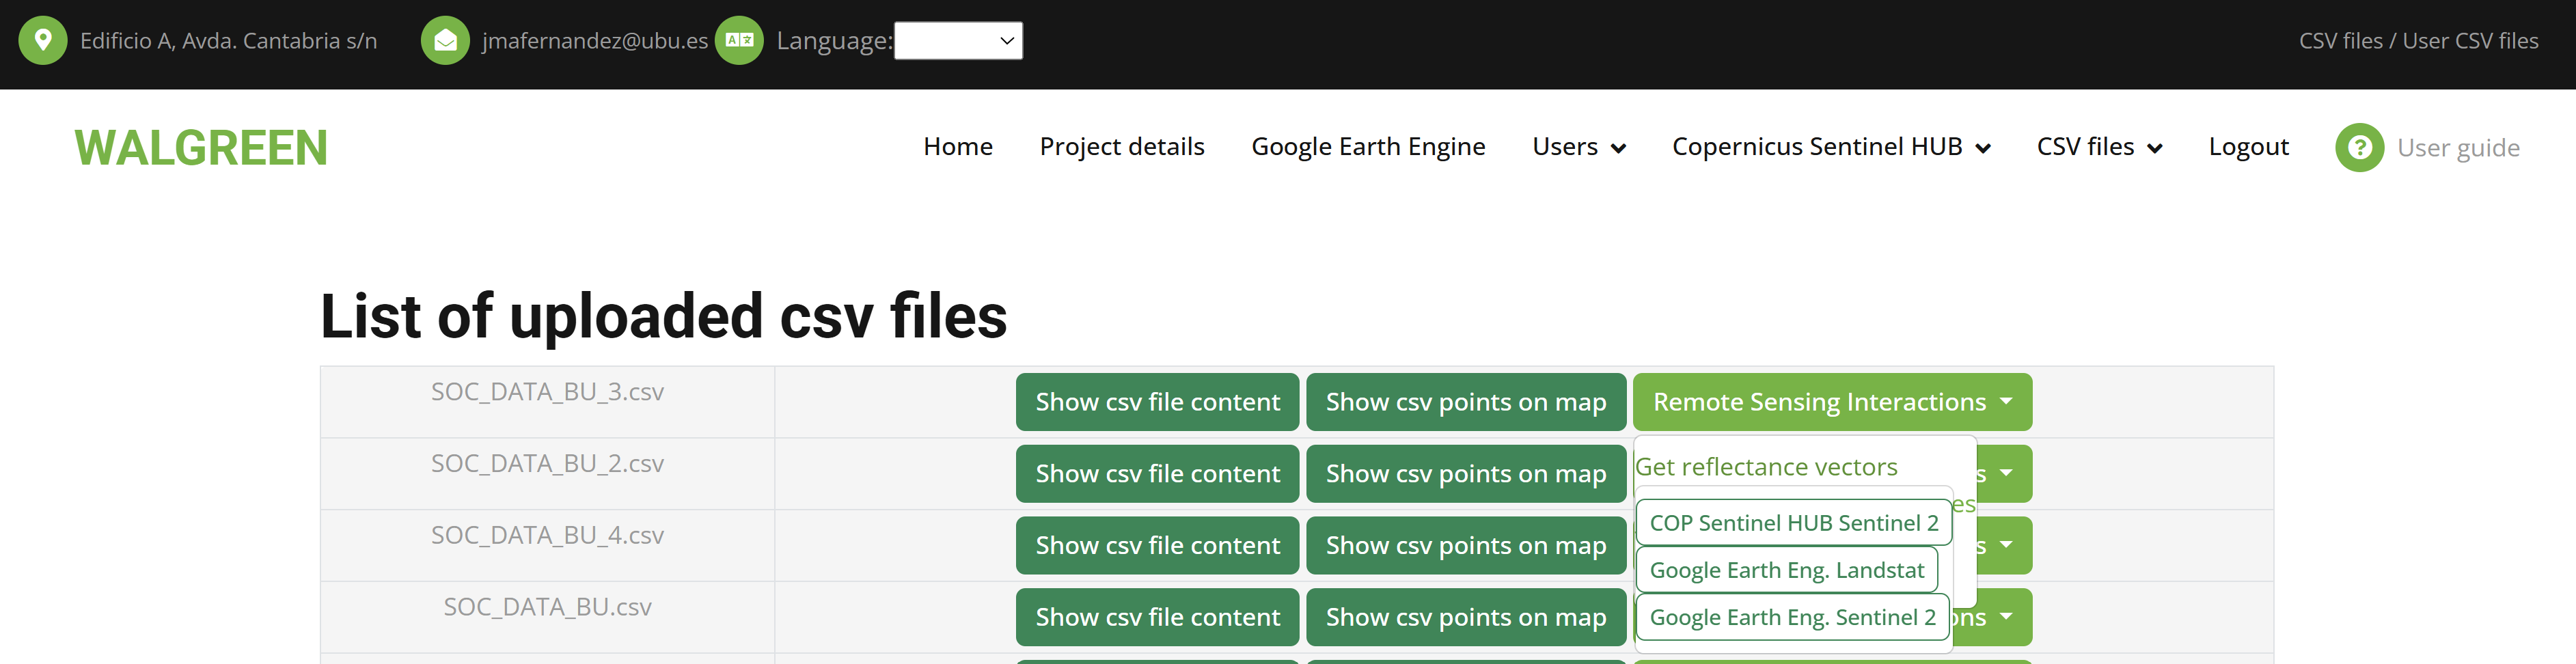 Edificio A, Avda. Cantabria s/n jmafernandez@ubu.es Language: CSV files / User CSV files
WALGREEN Home Project details Google Earth Engine Users Copernicus Sentinel HUB CSV files Logout User guide
List of uploaded csv files
SOC_DATA_BU_3.csv Show csv file content Show csv points on map Remote Sensing Interactions
SOC_DATA_BU_2.csv Show csv file content Show csv points on map
Get reflectance vectors
COP Sentinel HUB Sentinel 2
SOC_DATA_BU_4.csv Show csv file content Show csv points on map
Google Earth Eng. Landstat
SOC_DATA_BU.csv Show csv file content Show csv points on map
Google Earth Eng. Sentinel 2